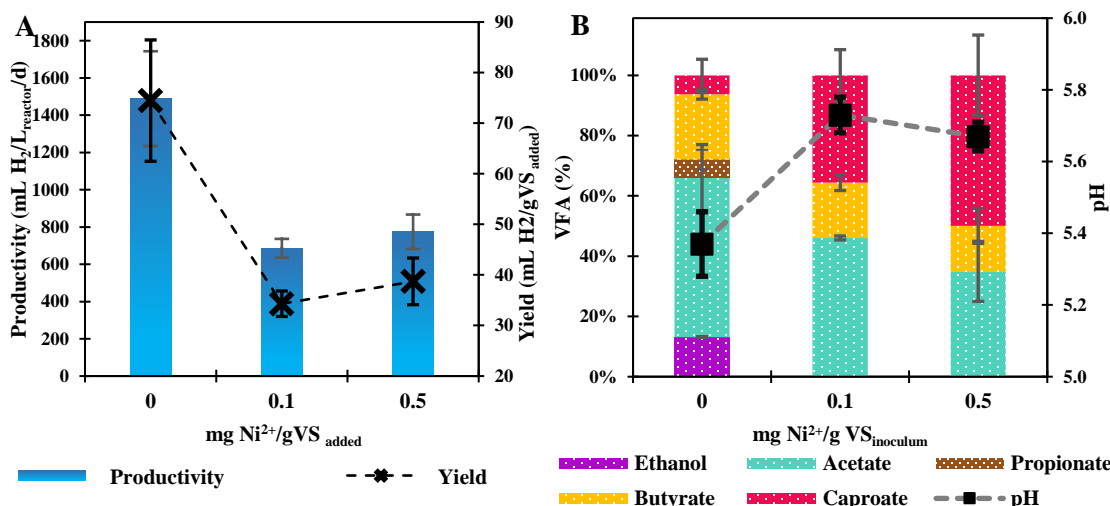 A
Productivity (mL H₂/L_reactor/d)
1800
1600
1400
1200
1000
800
600
400
200
0
90
80
70
60
50
40
30
20
Yield (mL H2/gVS_added)
0 0.1 0.5
mg Ni²⁺/gVS added
Productivity Yield
B
VFA (%)
100%
80%
60%
40%
20%
0%
6.0
5.8
5.6
5.4
5.2
5.0
pH
0 0.1 0.5
mg Ni²⁺/g VS_inoculum
Ethanol Acetate Propionate
Butyrate Caproate pH